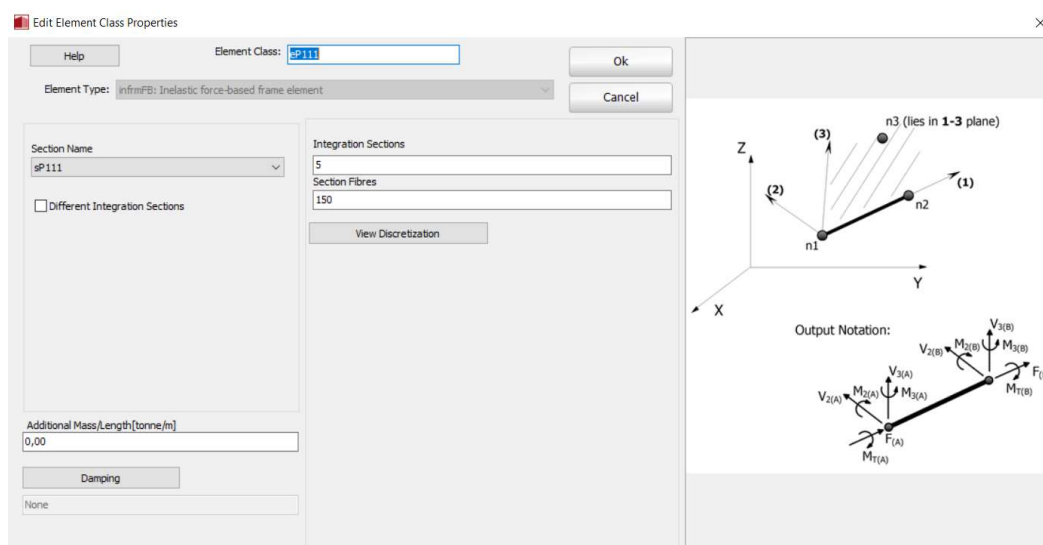 Edit Element Class Properties
Help
Element Class: eP111
Ok
Element Type: infrmFB: Inelastic force-based frame element
Cancel
Section Name
sP111
Different Integration Sections
Integration Sections
5
Section Fibres
150
View Discretization
Additional Mass/Length[tonne/m]
0,00
Damping
None
n3 (lies in 1-3 plane)
(3)
Z
(2)
(1)
n2
n1
Y
X
Output Notation:
V3(B)
V2(B) M2(B) M3(B)
V3(A) F(
V2(A) M2(A) M3(A) MT(B)
F(A)
MT(A)